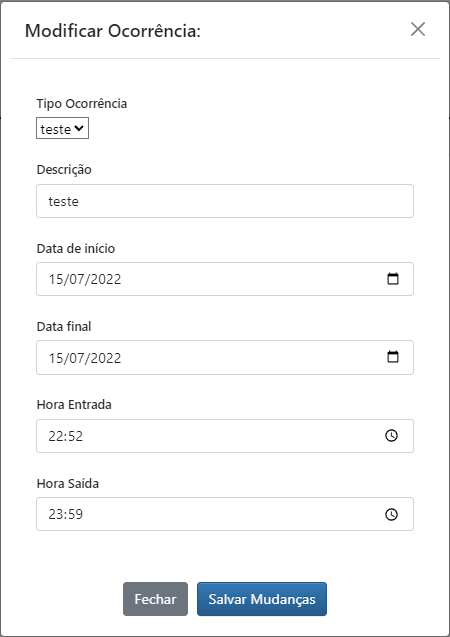 Modificar Ocorrência:
Tipo Ocorrência
teste
Descrição
teste
Data de início
15/07/2022
Data final
15/07/2022
Hora Entrada
22:52
Hora Saída
23:59
Fechar Salvar Mudanças